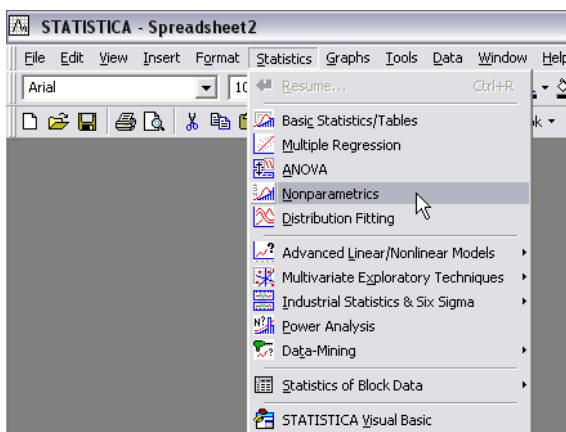 STATISTICA - Spreadsheet2
File Edit View Insert Format Statistics Graphs Tools Data Window Help
Arial 10
Resume... Ctrl+R
Basic Statistics/Tables
Multiple Regression
ANOVA
Nonparametrics
Distribution Fitting
Advanced Linear/Nonlinear Models
Multivariate Exploratory Techniques
Industrial Statistics & Six Sigma
Power Analysis
Data-Mining
Statistics of Block Data
STATISTICA Visual Basic